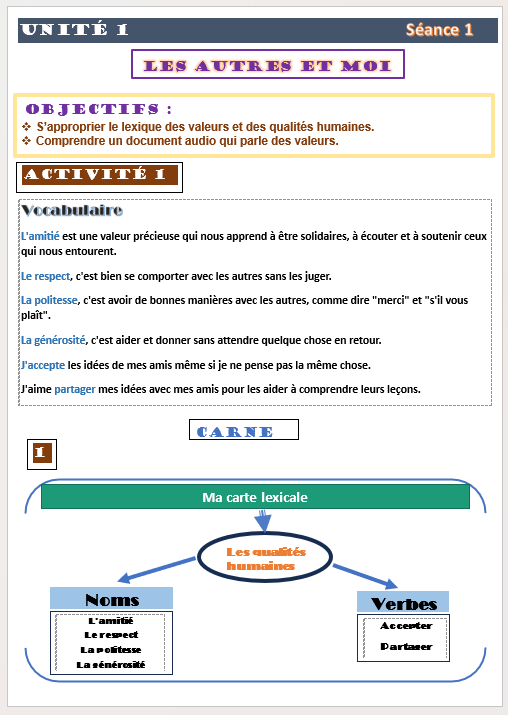 UNITÉ 1
Séance 1
LES AUTRES ET MOI
OBJECTIFS :
❖ S'approprier le lexique des valeurs et des qualités humaines.
❖ Comprendre un document audio qui parle des valeurs.
ACTIVITÉ 1
Vocabulaire
L'amitié est une valeur précieuse qui nous apprend à être solidaires, à écouter et à soutenir ceux
qui nous entourent.
Le respect, c'est bien se comporter avec les autres sans les juger.
La politesse, c'est avoir de bonnes manières avec les autres, comme dire "merci" et "s'il vous
plaît".
La générosité, c'est aider et donner sans attendre quelque chose en retour.
J'accepte les idées de mes amis même si je ne pense pas la même chose.
J'aime partager mes idées avec mes amis pour les aider à comprendre leurs leçons.
CARNE
1
Ma carte lexicale
Les qualités
humaines
Noms
Verbes
L'amitié
Le respect
La politesse
La générosité
Accepter
Partager